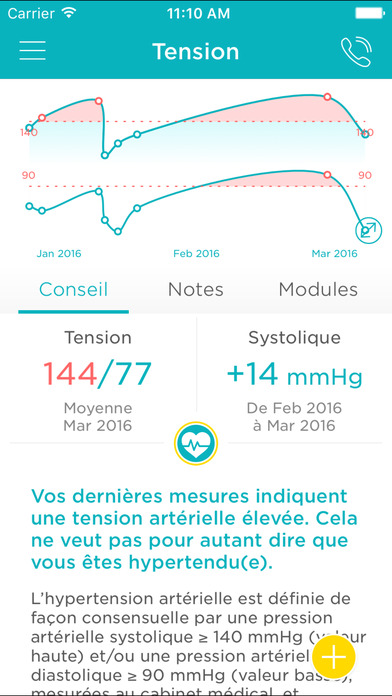 Carrier 11:10 AM
Tension
140 140
90 90
Jan 2016 Feb 2016 Mar 2016
Conseil Notes Modules
Tension Systolique
144/77 +14 mmHg
Moyenne De Feb 2016
Mar 2016 à Mar 2016
Vos dernières mesures indiquent
une tension artérielle élevée. Cela
ne veut pas pour autant dire que
vous êtes hypertendu(e).
L'hypertension artérielle est définie de
façon consensuelle par une pression
artérielle systolique ≥ 140 mmHg (valeur
haute) et/ou une pression artériel
diastolique ≥ 90 mmHg (valeur basse),
mesurées au cabinet médical, et